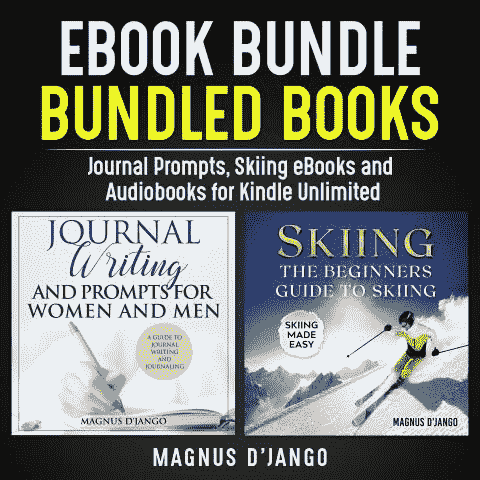 EBOOK BUNDLE
BUNDLED BOOKS
Journal Prompts, Skiing eBooks and
Audiobooks for Kindle Unlimited
JOURNAL
Writing
AND PROMPTS FOR
WOMEN AND MEN
A GUIDE TO
JOURNAL
WRITING
AND
JOURNALING
MAGNUS D'JANGO
SKIING
THE BEGINNERS
GUIDE TO SKIING
SKIING
MADE
EASY
MAGNUS D'JANGO
MAGNUS D'JANGO